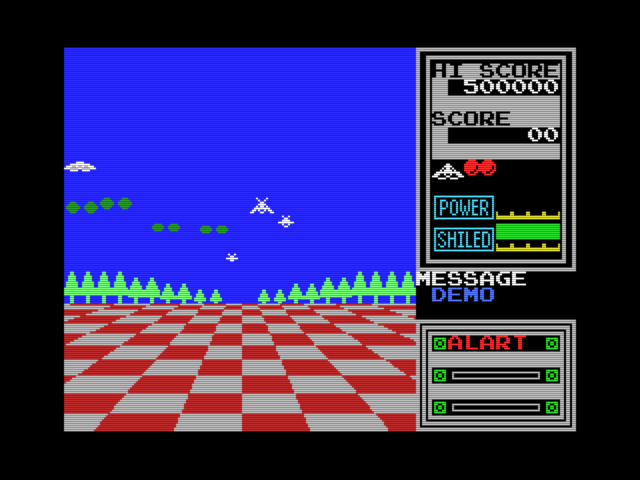 HI SCORE
500000
SCORE
00
POWER
SHILED
MESSAGE
DEMO
ALART